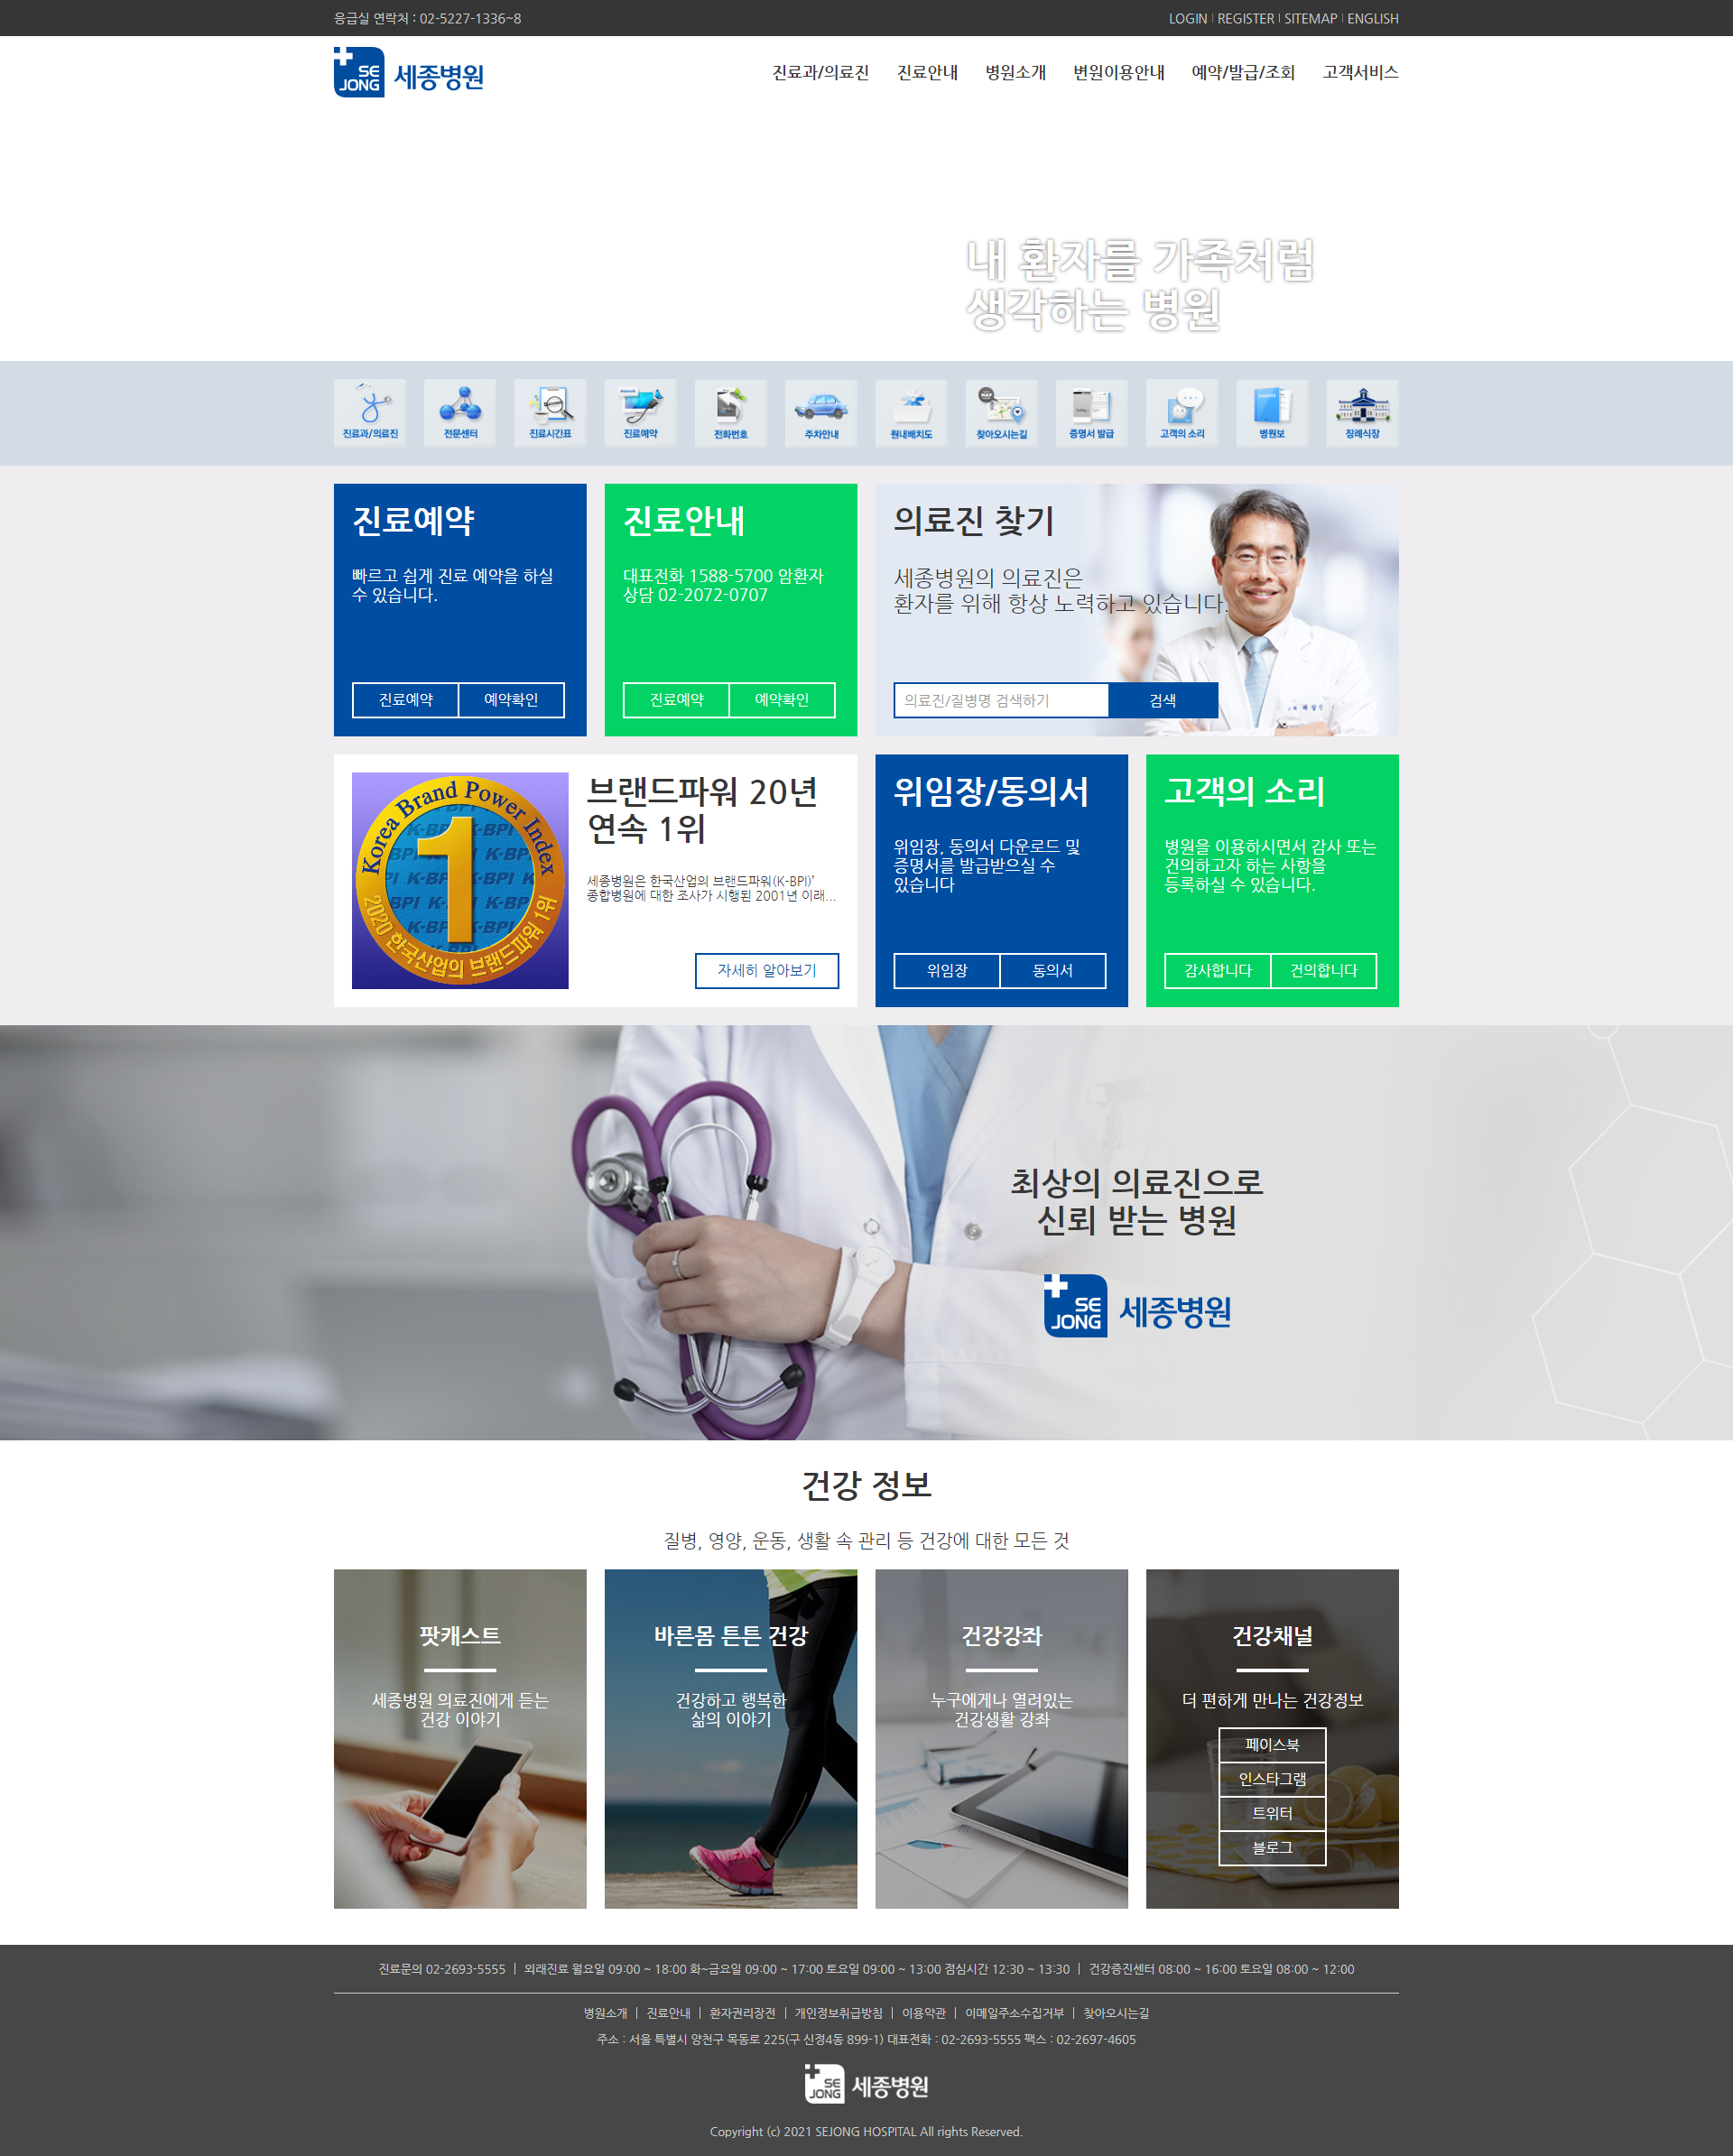 응급실 연락처 : 02-5227-1336~8
LOGIN | REGISTER | SITEMAP | ENGLISH
SE
JONG 세종병원
진료과/의료진 진료안내 병원소개 변원이용안내 예약/발급/조회 고객서비스
내 환자를 가족처럼
생각하는 병원
진료과/의료진 전문센터 진료시간표 진료예약 전화번호 주차안내 원내배치도 찾아오시는길 증명서 발급 고객의 소리 병원보 장례식장
진료예약
빠르고 쉽게 진료 예약을 하실
수 있습니다.
진료예약 예약확인
진료안내
대표전화 1588-5700 암환자
상담 02-2072-0707
진료예약 예약확인
의료진 찾기
세종병원의 의료진은
환자를 위해 항상 노력하고 있습니다.
의료진/질병명 검색하기 검색
Korea Brand Power Index
1
K-BPI
2020 한국산업의 브랜드파워 1위
브랜드파워 20년
연속 1위
세종병원은 한국산업의 브랜드파워(K-BPI)'
종합병원에 대한 조사가 시행된 2001년 이래...
자세히 알아보기
위임장/동의서
위임장, 동의서 다운로드 및
증명서를 발급받으실 수
있습니다
위임장 동의서
고객의 소리
병원을 이용하시면서 감사 또는
건의하고자 하는 사항을
등록하실 수 있습니다.
감사합니다 건의합니다
최상의 의료진으로
신뢰 받는 병원
SE
JONG 세종병원
건강 정보
질병, 영양, 운동, 생활 속 관리 등 건강에 대한 모든 것
팟캐스트
세종병원 의료진에게 듣는
건강 이야기
바른몸 튼튼 건강
건강하고 행복한
삶의 이야기
건강강좌
누구에게나 열려있는
건강생활 강좌
건강채널
더 편하게 만나는 건강정보
페이스북
인스타그램
트위터
블로그
진료문의 02-2693-5555 | 외래진료 월요일 09:00 ~ 18:00 화~금요일 09:00 ~ 17:00 토요일 09:00 ~ 13:00 점심시간 12:30 ~ 13:30 | 건강증진센터 08:00 ~ 16:00 토요일 08:00 ~ 12:00
병원소개 | 진료안내 | 환자권리장전 | 개인정보취급방침 | 이용약관 | 이메일주소수집거부 | 찾아오시는길
주소 : 서울 특별시 양천구 목동로 225(구 신정4동 899-1) 대표전화 : 02-2693-5555 팩스 : 02-2697-4605
SE
JONG 세종병원
Copyright (c) 2021 SEJONG HOSPITAL All rights Reserved.